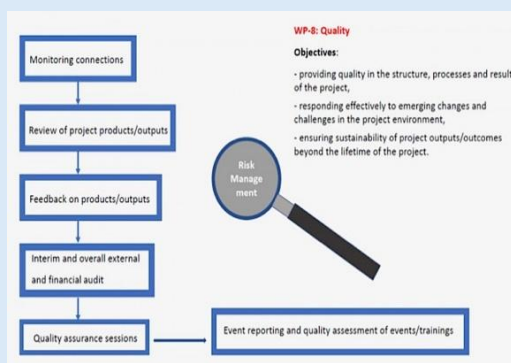 Monitoring connections
Review of project products/outputs
Feedback on products/outputs
Interim and overall external
and financial audit
Quality assurance sessions
Event reporting and quality assessment of events/trainings
Risk
Manage
ment
WP-8: Quality
Objectives:
- providing quality in the structure, processes and result
of the project,
- responding effectively to emerging changes and
challenges in the project environment,
- ensuring sustainability of project outputs/outcomes
beyond the lifetime of the project.